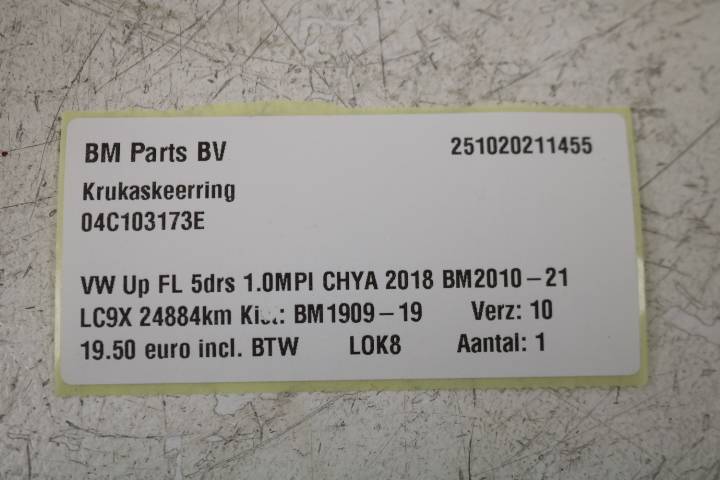 BM Parts BV 251020211455
Krukaskeerring
04C103173E
VW Up FL 5drs 1.0MPI CHYA 2018 BM2010-21
LC9X 24884km BM1909-19 Verz: 10
19.50 euro incl. BTW LOK8 Aantal: 1